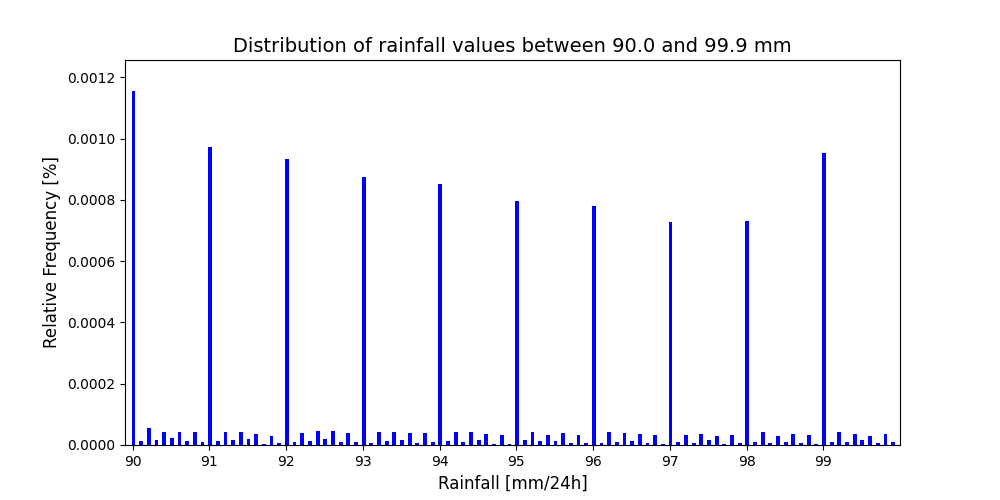 Distribution of rainfall values between 90.0 and 99.9 mm
0.0012
0.0010
0.0008
0.0006
0.0004
0.0002
0.0000
Relative Frequency [%]
90 91 92 93 94 95 96 97 98 99
Rainfall [mm/24h]